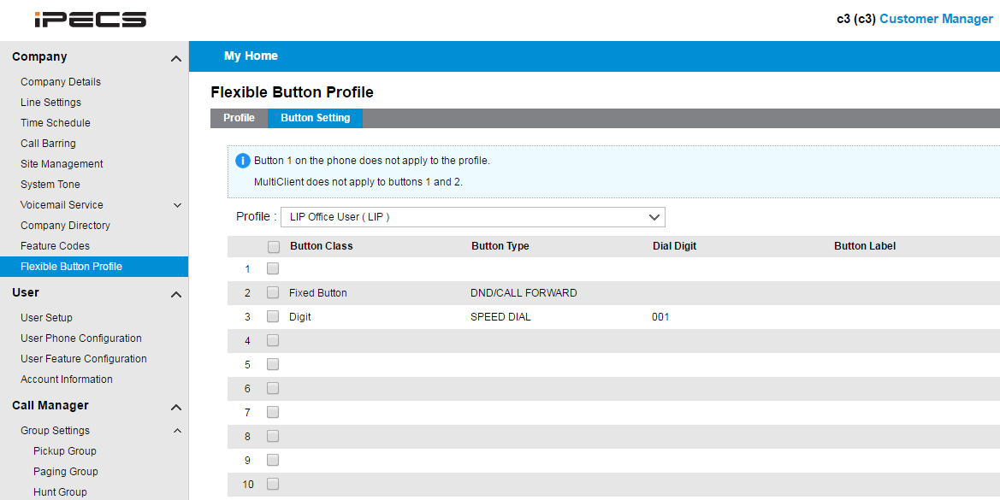 iPECS
c3 (c3) Customer Manager
Company
Company Details
Line Settings
Time Schedule
Call Barring
Site Management
System Tone
Voicemail Service
Company Directory
Feature Codes
Flexible Button Profile
User
User Setup
User Phone Configuration
User Feature Configuration
Account Information
Call Manager
Group Settings
Pickup Group
Paging Group
Hunt Group
My Home
Flexible Button Profile
Profile Button Setting
Button 1 on the phone does not apply to the profile.
MultiClient does not apply to buttons 1 and 2.
Profile : LIP Office User ( LIP )
Button Class Button Type Dial Digit Button Label
1
2 Fixed Button DND/CALL FORWARD
3 Digit SPEED DIAL 001
4
5
6
7
8
9
10